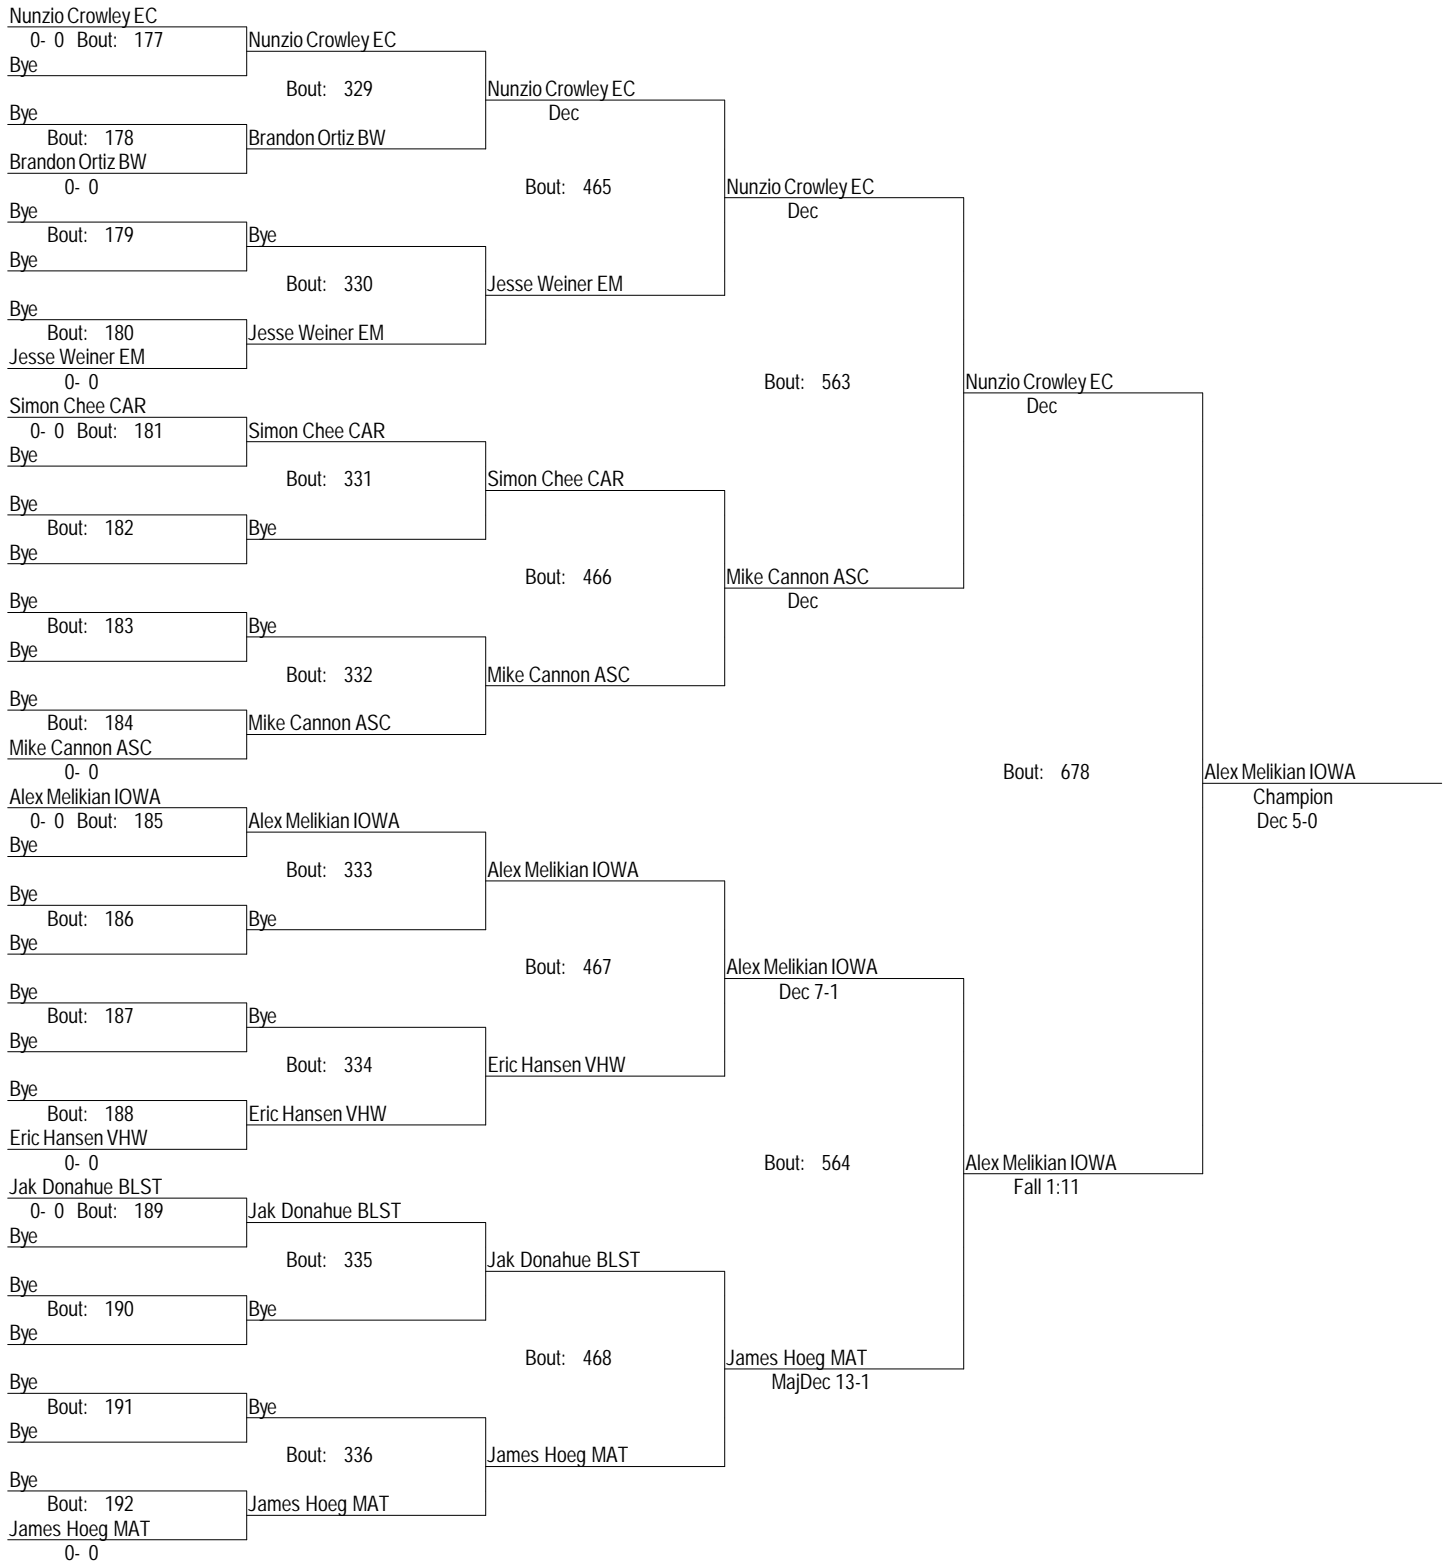 Nunzio Crowley EC
0- 0 Bout: 177
Nunzio Crowley EC
Bye
Bout: 329
Nunzio Crowley EC
Bye
Dec
Bout: 178
Brandon Ortiz BW
Brandon Ortiz BW
0- 0
Bout: 465
Nunzio Crowley EC
Bye
Dec
Bout: 179
Bye
Bye
Bout: 330
Jesse Weiner EM
Bye
Bout: 180
Jesse Weiner EM
Jesse Weiner EM
0- 0
Bout: 563
Nunzio Crowley EC
Simon Chee CAR
Dec
0- 0 Bout: 181
Simon Chee CAR
Bye
Bout: 331
Simon Chee CAR
Bye
Bout: 182
Bye
Bye
Bout: 466
Mike Cannon ASC
Bye
Dec
Bout: 183
Bye
Bye
Bout: 332
Mike Cannon ASC
Bye
Bout: 184
Mike Cannon ASC
Mike Cannon ASC
0- 0
Bout: 678
Alex Melikian IOWA
Alex Melikian IOWA
Champion
0- 0 Bout: 185
Alex Melikian IOWA
Dec 5-0
Bye
Bout: 333
Alex Melikian IOWA
Bye
Bout: 186
Bye
Bye
Bout: 467
Alex Melikian IOWA
Bye
Dec 7-1
Bout: 187
Bye
Bye
Bout: 334
Eric Hansen VHW
Bye
Bout: 188
Eric Hansen VHW
Eric Hansen VHW
0- 0
Bout: 564
Alex Melikian IOWA
Jak Donahue BLST
Fall 1:11
0- 0 Bout: 189
Jak Donahue BLST
Bye
Bout: 335
Jak Donahue BLST
Bye
Bout: 190
Bye
Bye
Bout: 468
James Hoeg MAT
Bye
MajDec 13-1
Bout: 191
Bye
Bye
Bout: 336
James Hoeg MAT
Bye
Bout: 192
James Hoeg MAT
James Hoeg MAT
0- 0